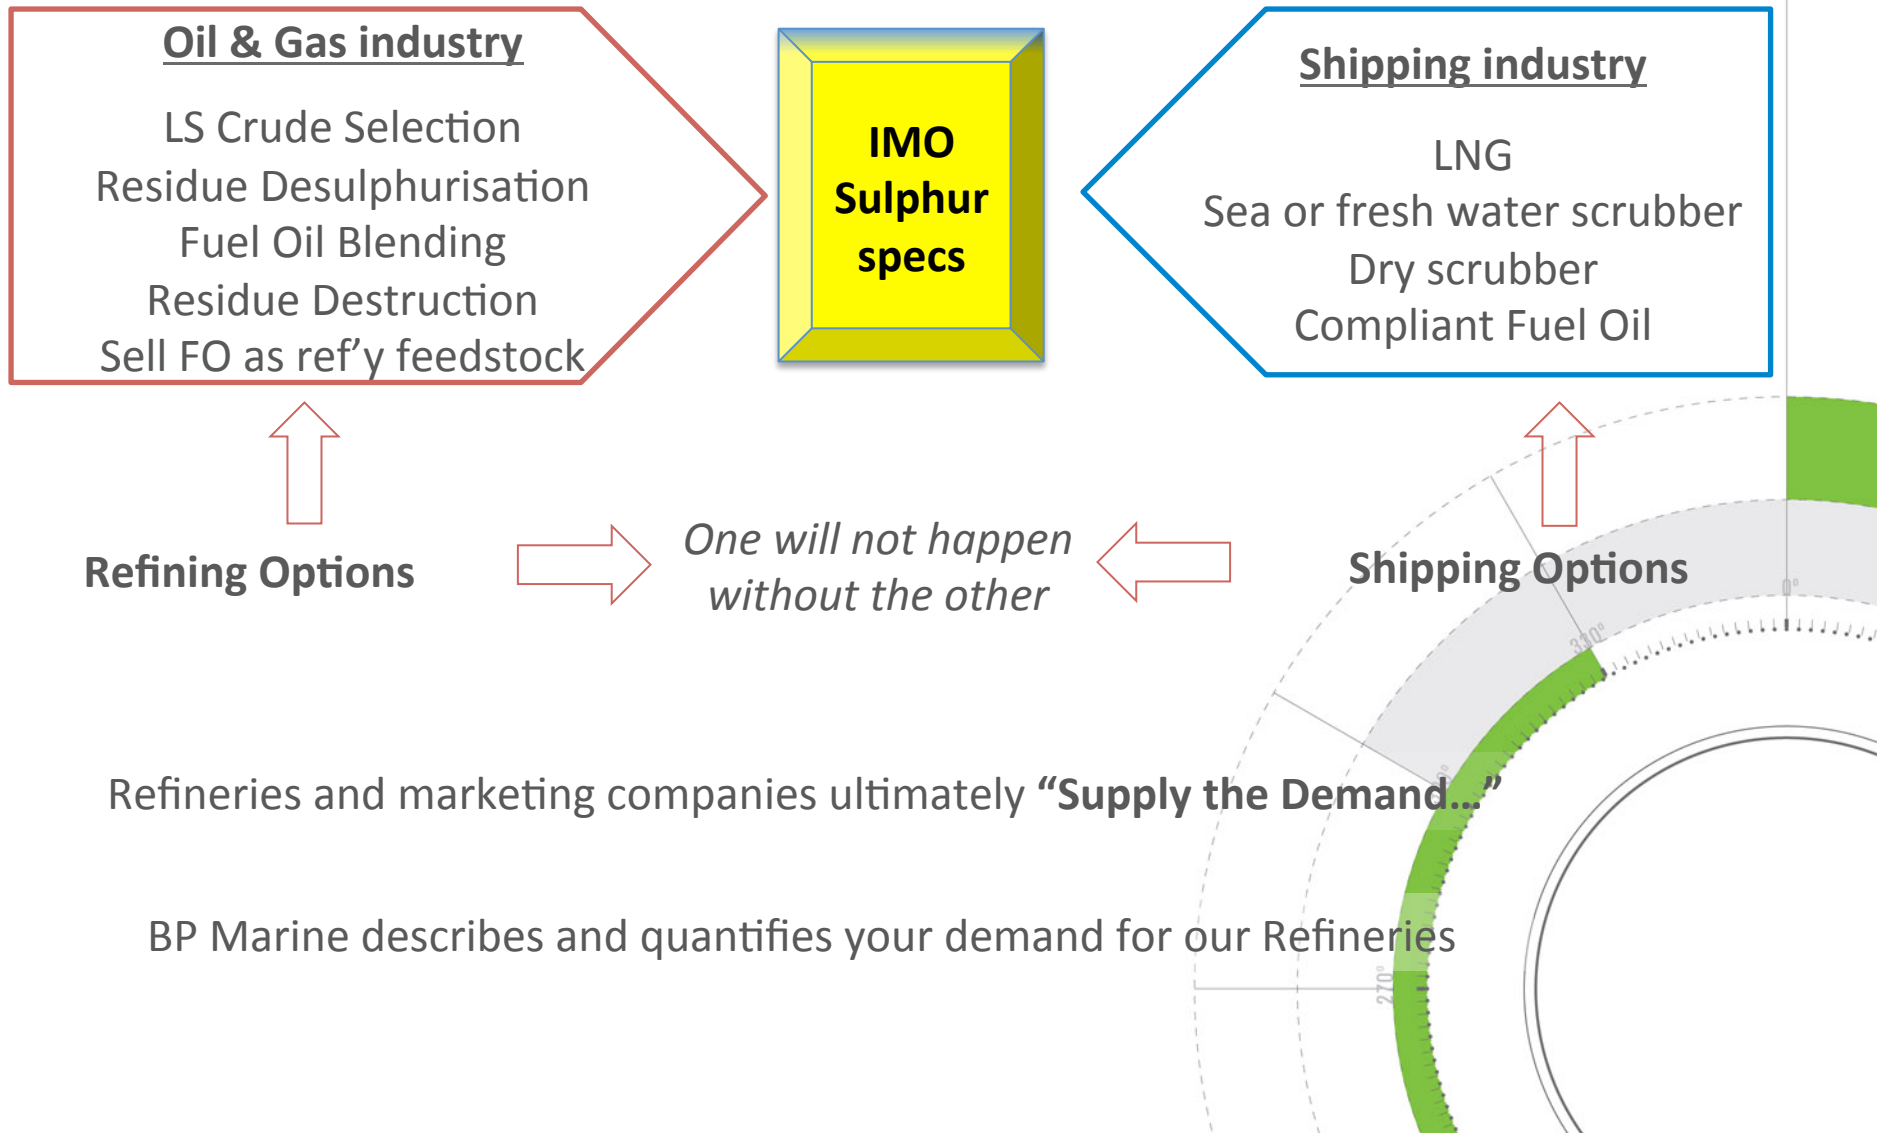 Oil & Gas industry
LS Crude Selection
Residue Desulphurisation
Fuel Oil Blending
Residue Destruction
Sell FO as ref’y feedstock
IMO
Sulphur
specs
Shipping industry
LNG
Sea or fresh water scrubber
Dry scrubber
Compliant Fuel Oil
Refining Options
One will not happen
without the other
Shipping Options
0°
330°
Refineries and marketing companies ultimately “Supply the Demand…”
BP Marine describes and quantifies your demand for our Refineries
270°